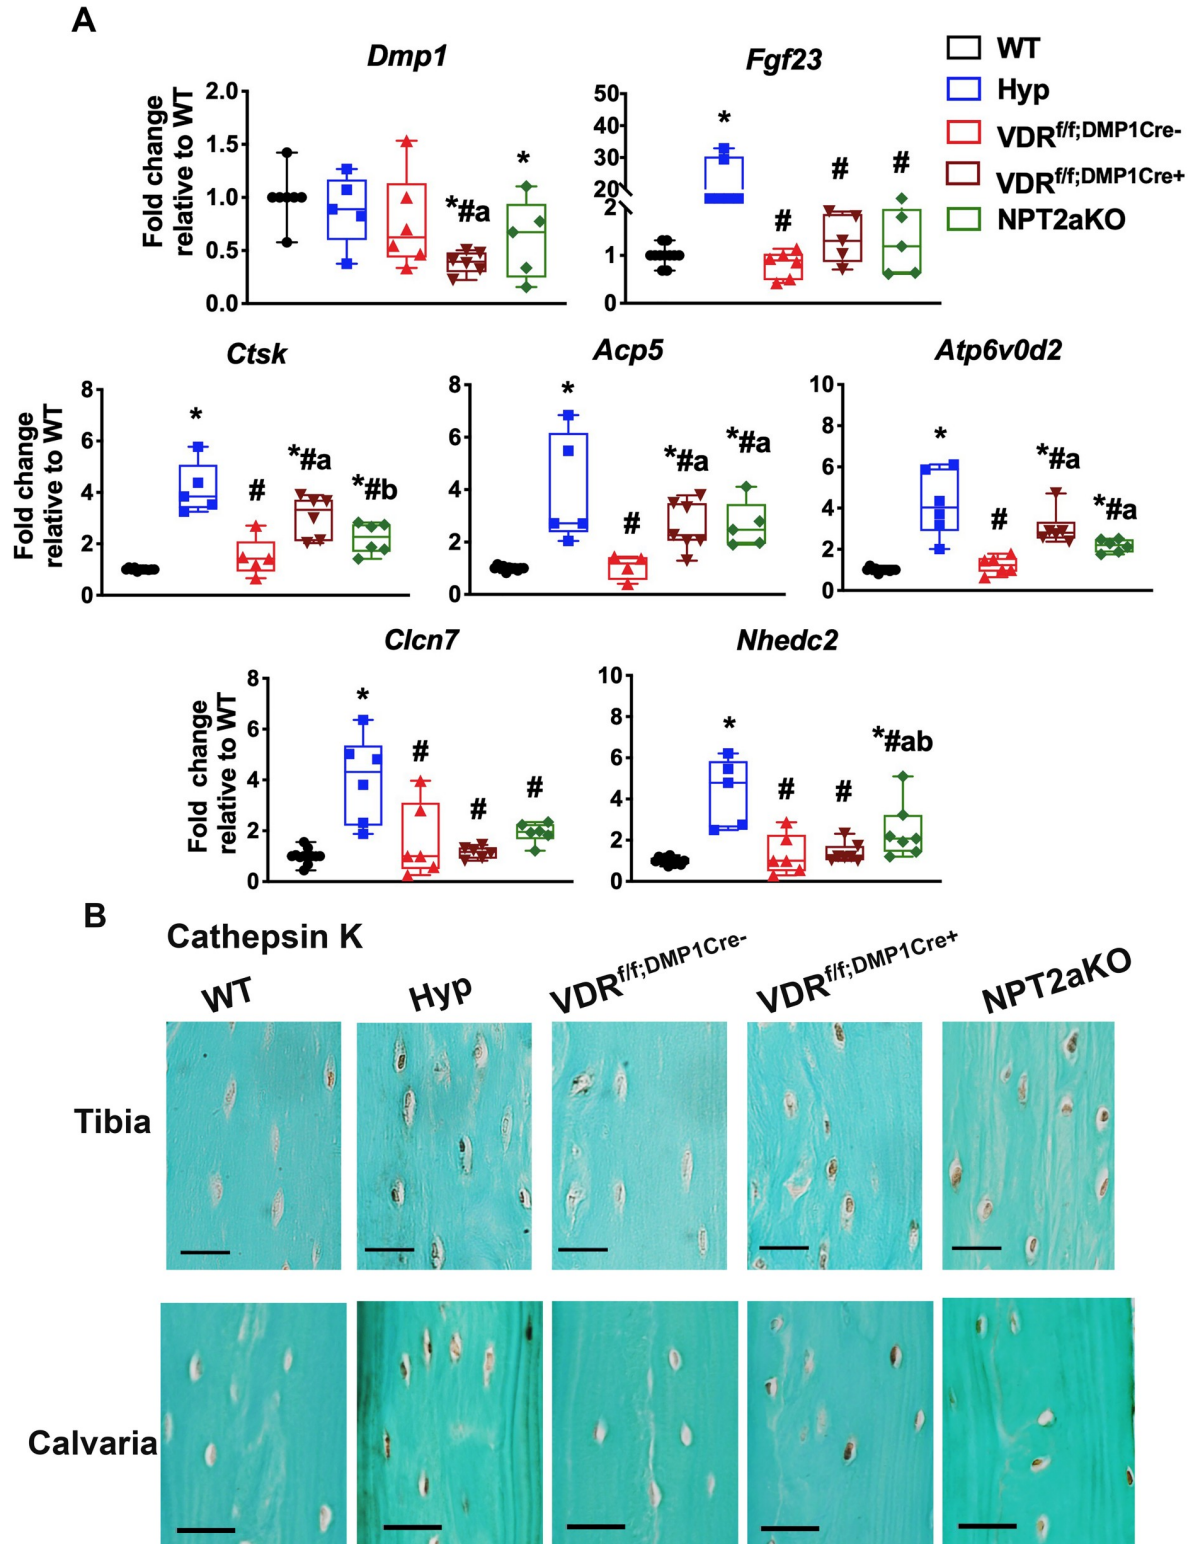 A
Dmp1
Fgf23
WT
Hyp
VDRf/f;DMP1Cre-
VDRf/f;DMP1Cre+
NPT2aKO
Fold change
relative to WT
2.0
1.5
1.0
0.5
0.0
*
*#a
50
40
30
20
2
1
0
*
#
#
#
Ctsk
Acp5
Atp6v0d2
Fold change
relative to WT
8
6
4
2
0
*
#
*#a
*#b
8
6
4
2
0
*
#
*#a
*#a
10
8
6
4
2
0
*
#
*#a
*#a
Clcn7
Nhedc2
Fold change
relative to WT
8
6
4
2
0
*
#
#
#
10
8
6
4
2
0
*
#
#
*#ab
B
Cathepsin K
WT
Hyp
VDRf/f;DMP1Cre-
VDRf/f;DMP1Cre+
NPT2aKO
Tibia
Calvaria